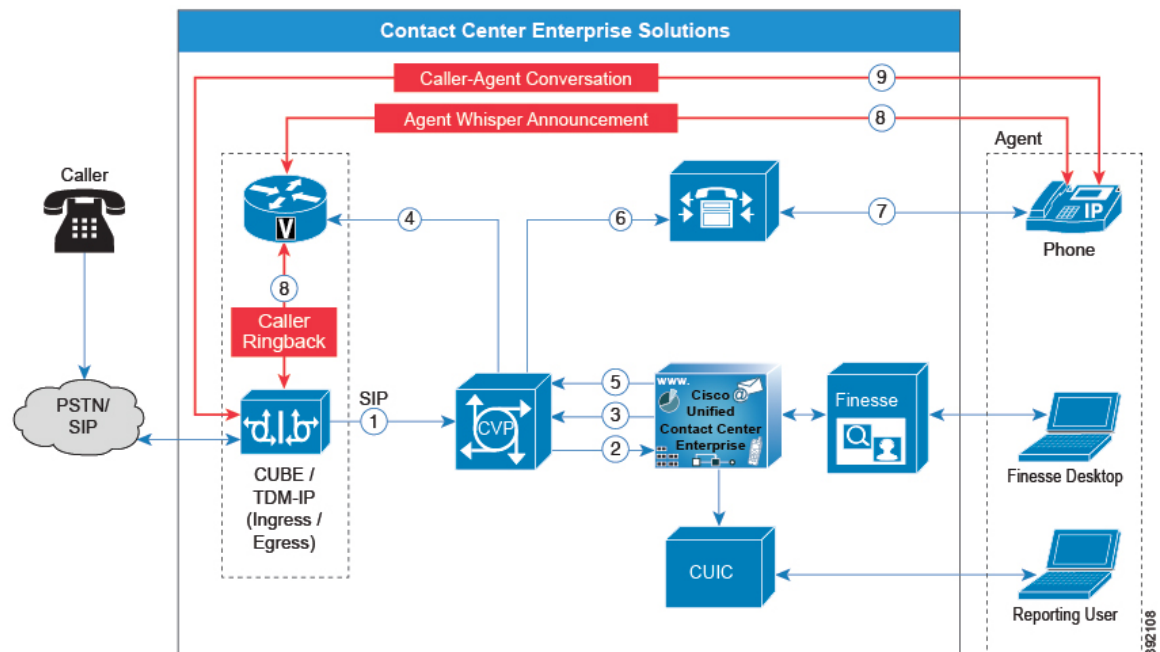 Contact Center Enterprise Solutions
Caller-Agent Conversation
9
Agent Whisper Announcement
8
Agent
Caller
V
4
6
7
IP
Phone
8
Caller
Ringback
PSTN/
SIP
SIP
1
CVP
5
3
2
www.
@
Cisco
Unified
Contact Center
Enterprise
Finesse
CUBE /
TDM-IP
(Ingress /
Egress)
Finesse Desktop
CUIC
Reporting User
392108